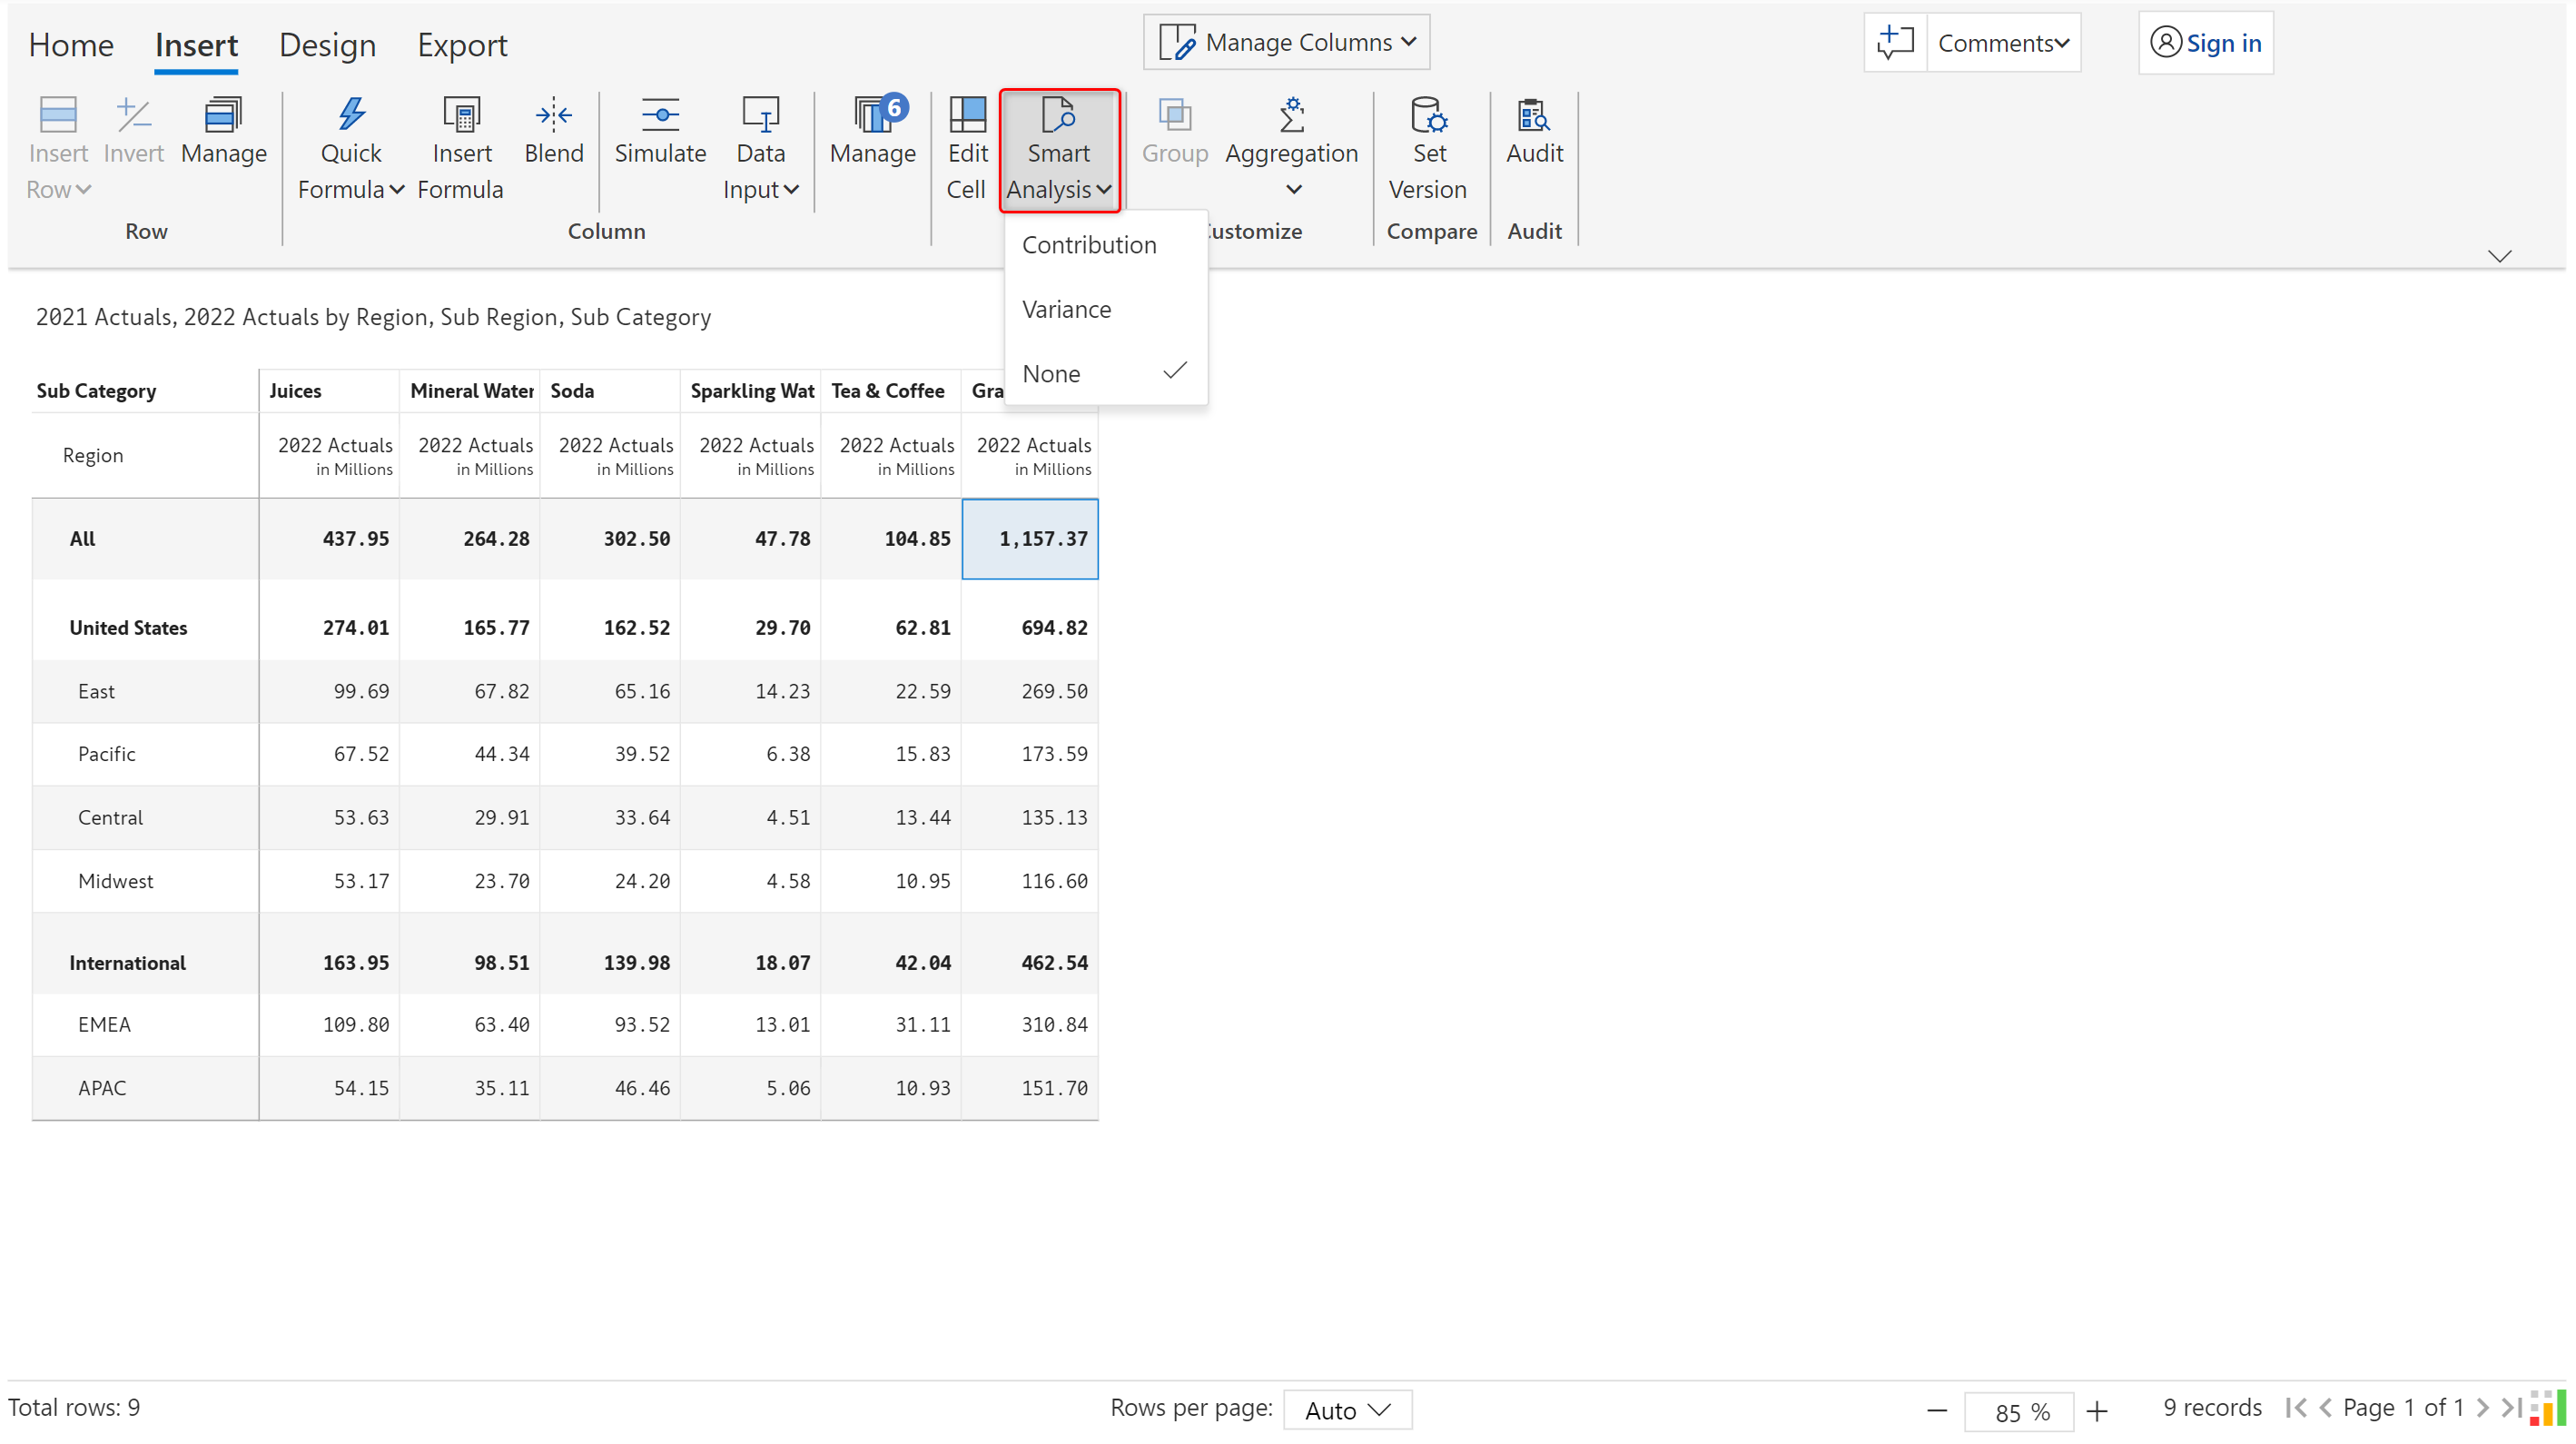 Home Insert Design Export Manage Columns Comments Sign in
Insert Row Invert Manage Quick Formula Insert Formula Blend Simulate Data Input Manage 6 Edit Cell Smart Analysis Group Aggregation Set Version Audit
Row Column ustomize Compare Audit
Contribution
Variance
None
2021 Actuals, 2022 Actuals by Region, Sub Region, Sub Category
Sub Category Juices Mineral Water Soda Sparkling Wat Tea & Coffee Gra
Region 2022 Actuals 2022 Actuals 2022 Actuals 2022 Actuals 2022 Actuals 2022 Actuals
in Millions in Millions in Millions in Millions in Millions in Millions
All 437.95 264.28 302.50 47.78 104.85 1,157.37
United States 274.01 165.77 162.52 29.70 62.81 694.82
East 99.69 67.82 65.16 14.23 22.59 269.50
Pacific 67.52 44.34 39.52 6.38 15.83 173.59
Central 53.63 29.91 33.64 4.51 13.44 135.13
Midwest 53.17 23.70 24.20 4.58 10.95 116.60
International 163.95 98.51 139.98 18.07 42.04 462.54
EMEA 109.80 63.40 93.52 13.01 31.11 310.84
APAC 54.15 35.11 46.46 5.06 10.93 151.70
Total rows: 9 Rows per page: Auto 85 % 9 records Page 1 of 1